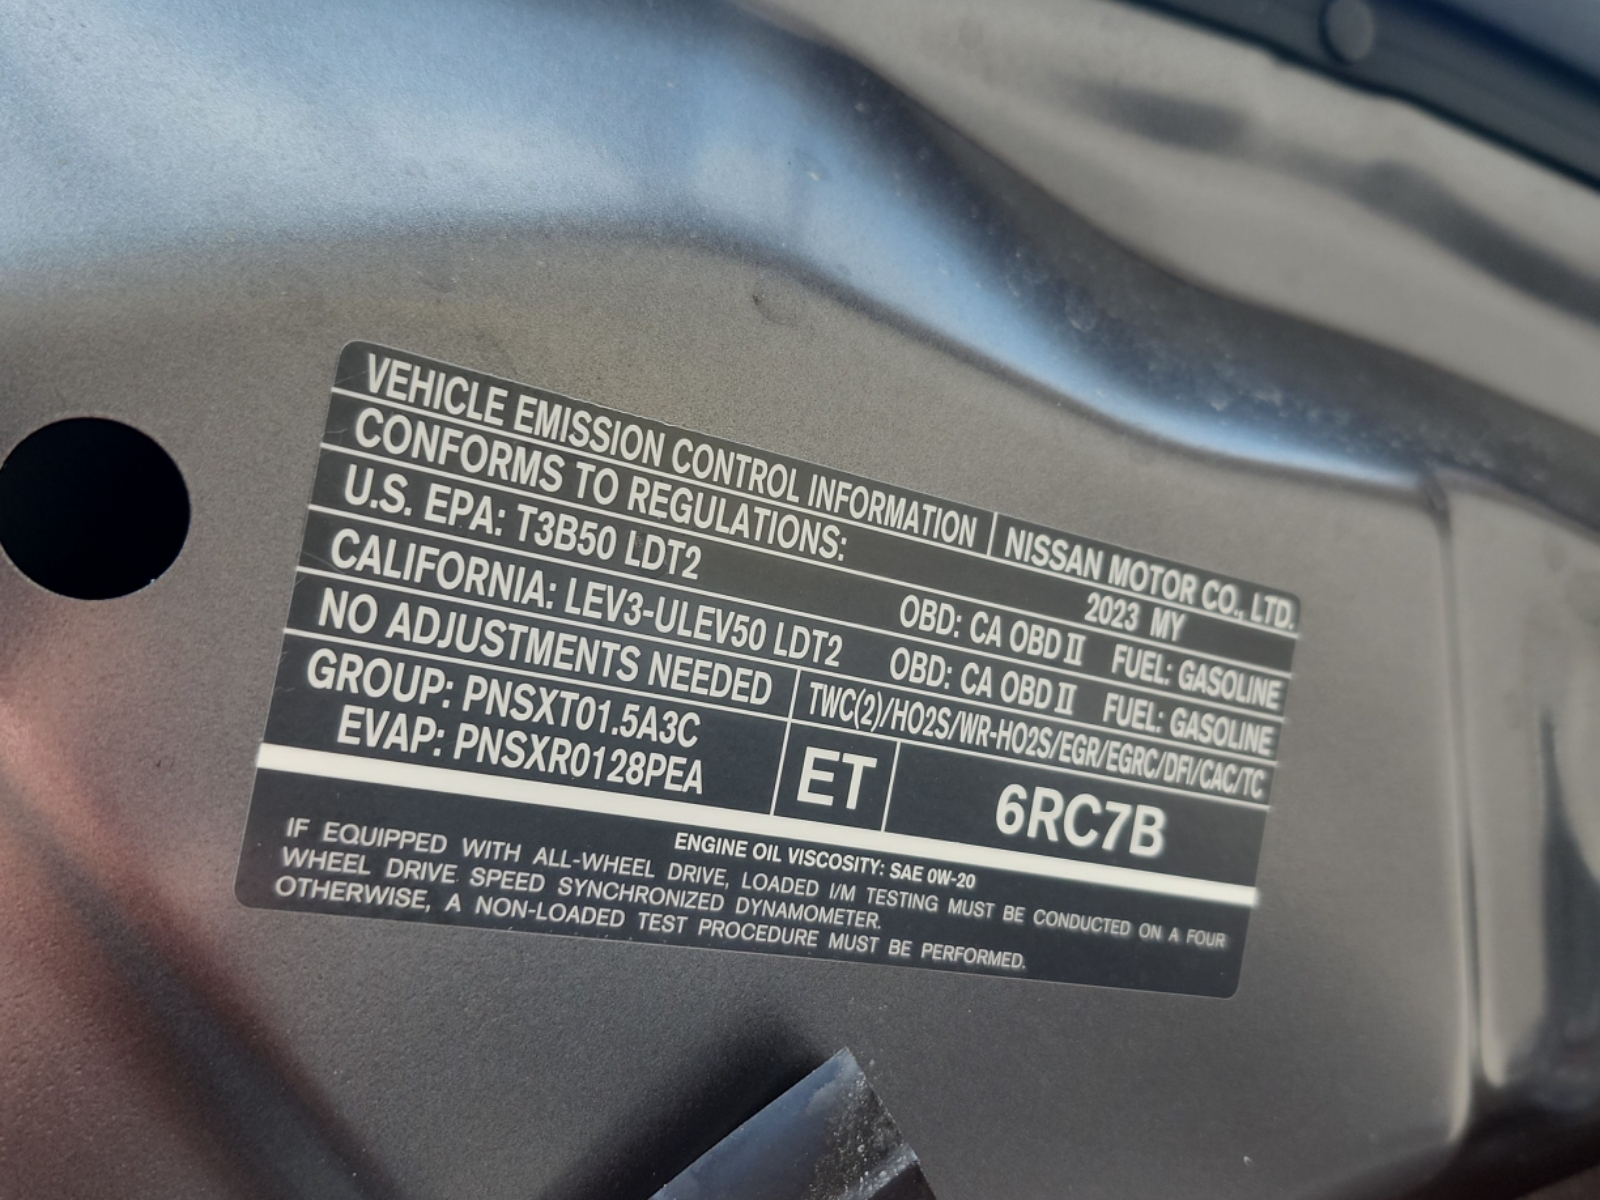 VEHICLE EMISSION CONTROL INFORMATION NISSAN MOTOR CO., LTD.
CONFORMS TO REGULATIONS: 2023 MY
U.S. EPA: T3B50 LDT2 OBD: CA OBD II FUEL: GASOLINE
CALIFORNIA: LEV3-ULEV50 LDT2 OBD: CA OBD II FUEL: GASOLINE
NO ADJUSTMENTS NEEDED TWC(2)/HO2S/WR-HO2S/EGR/EGRC/DFI/CAC/TC
GROUP: PNSXT01.5A3C
EVAP: PNSXR0128PEA
ET
6RC7B
ENGINE OIL VISCOSITY: SAE 0W-20
IF EQUIPPED WITH ALL-WHEEL DRIVE, LOADED I/M TESTING MUST BE CONDUCTED ON A FOUR
WHEEL DRIVE SPEED SYNCHRONIZED DYNAMOMETER.
OTHERWISE, A NON-LOADED TEST PROCEDURE MUST BE PERFORMED.